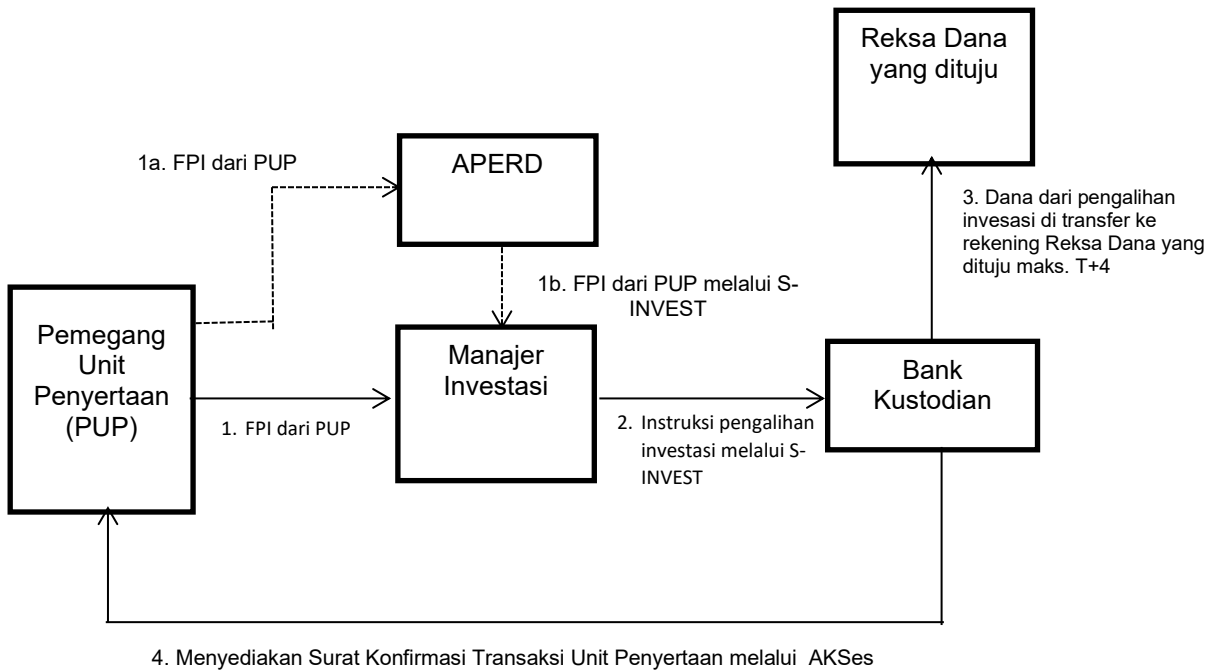 Reksa Dana
yang dituju
1a. FPI dari PUP
APERD
3. Dana dari pengalihan
invesasi di transfer ke
rekening Reksa Dana yang
dituju maks. T+4
1b. FPI dari PUP melalui S-
INVEST
Pemegang
Unit
Penyertaan
(PUP)
Manajer
Investasi
Bank
Kustodian
1. FPI dari PUP
2. Instruksi pengalihan
investasi melalui S-
INVEST
4. Menyediakan Surat Konfirmasi Transaksi Unit Penyertaan melalui AKSes